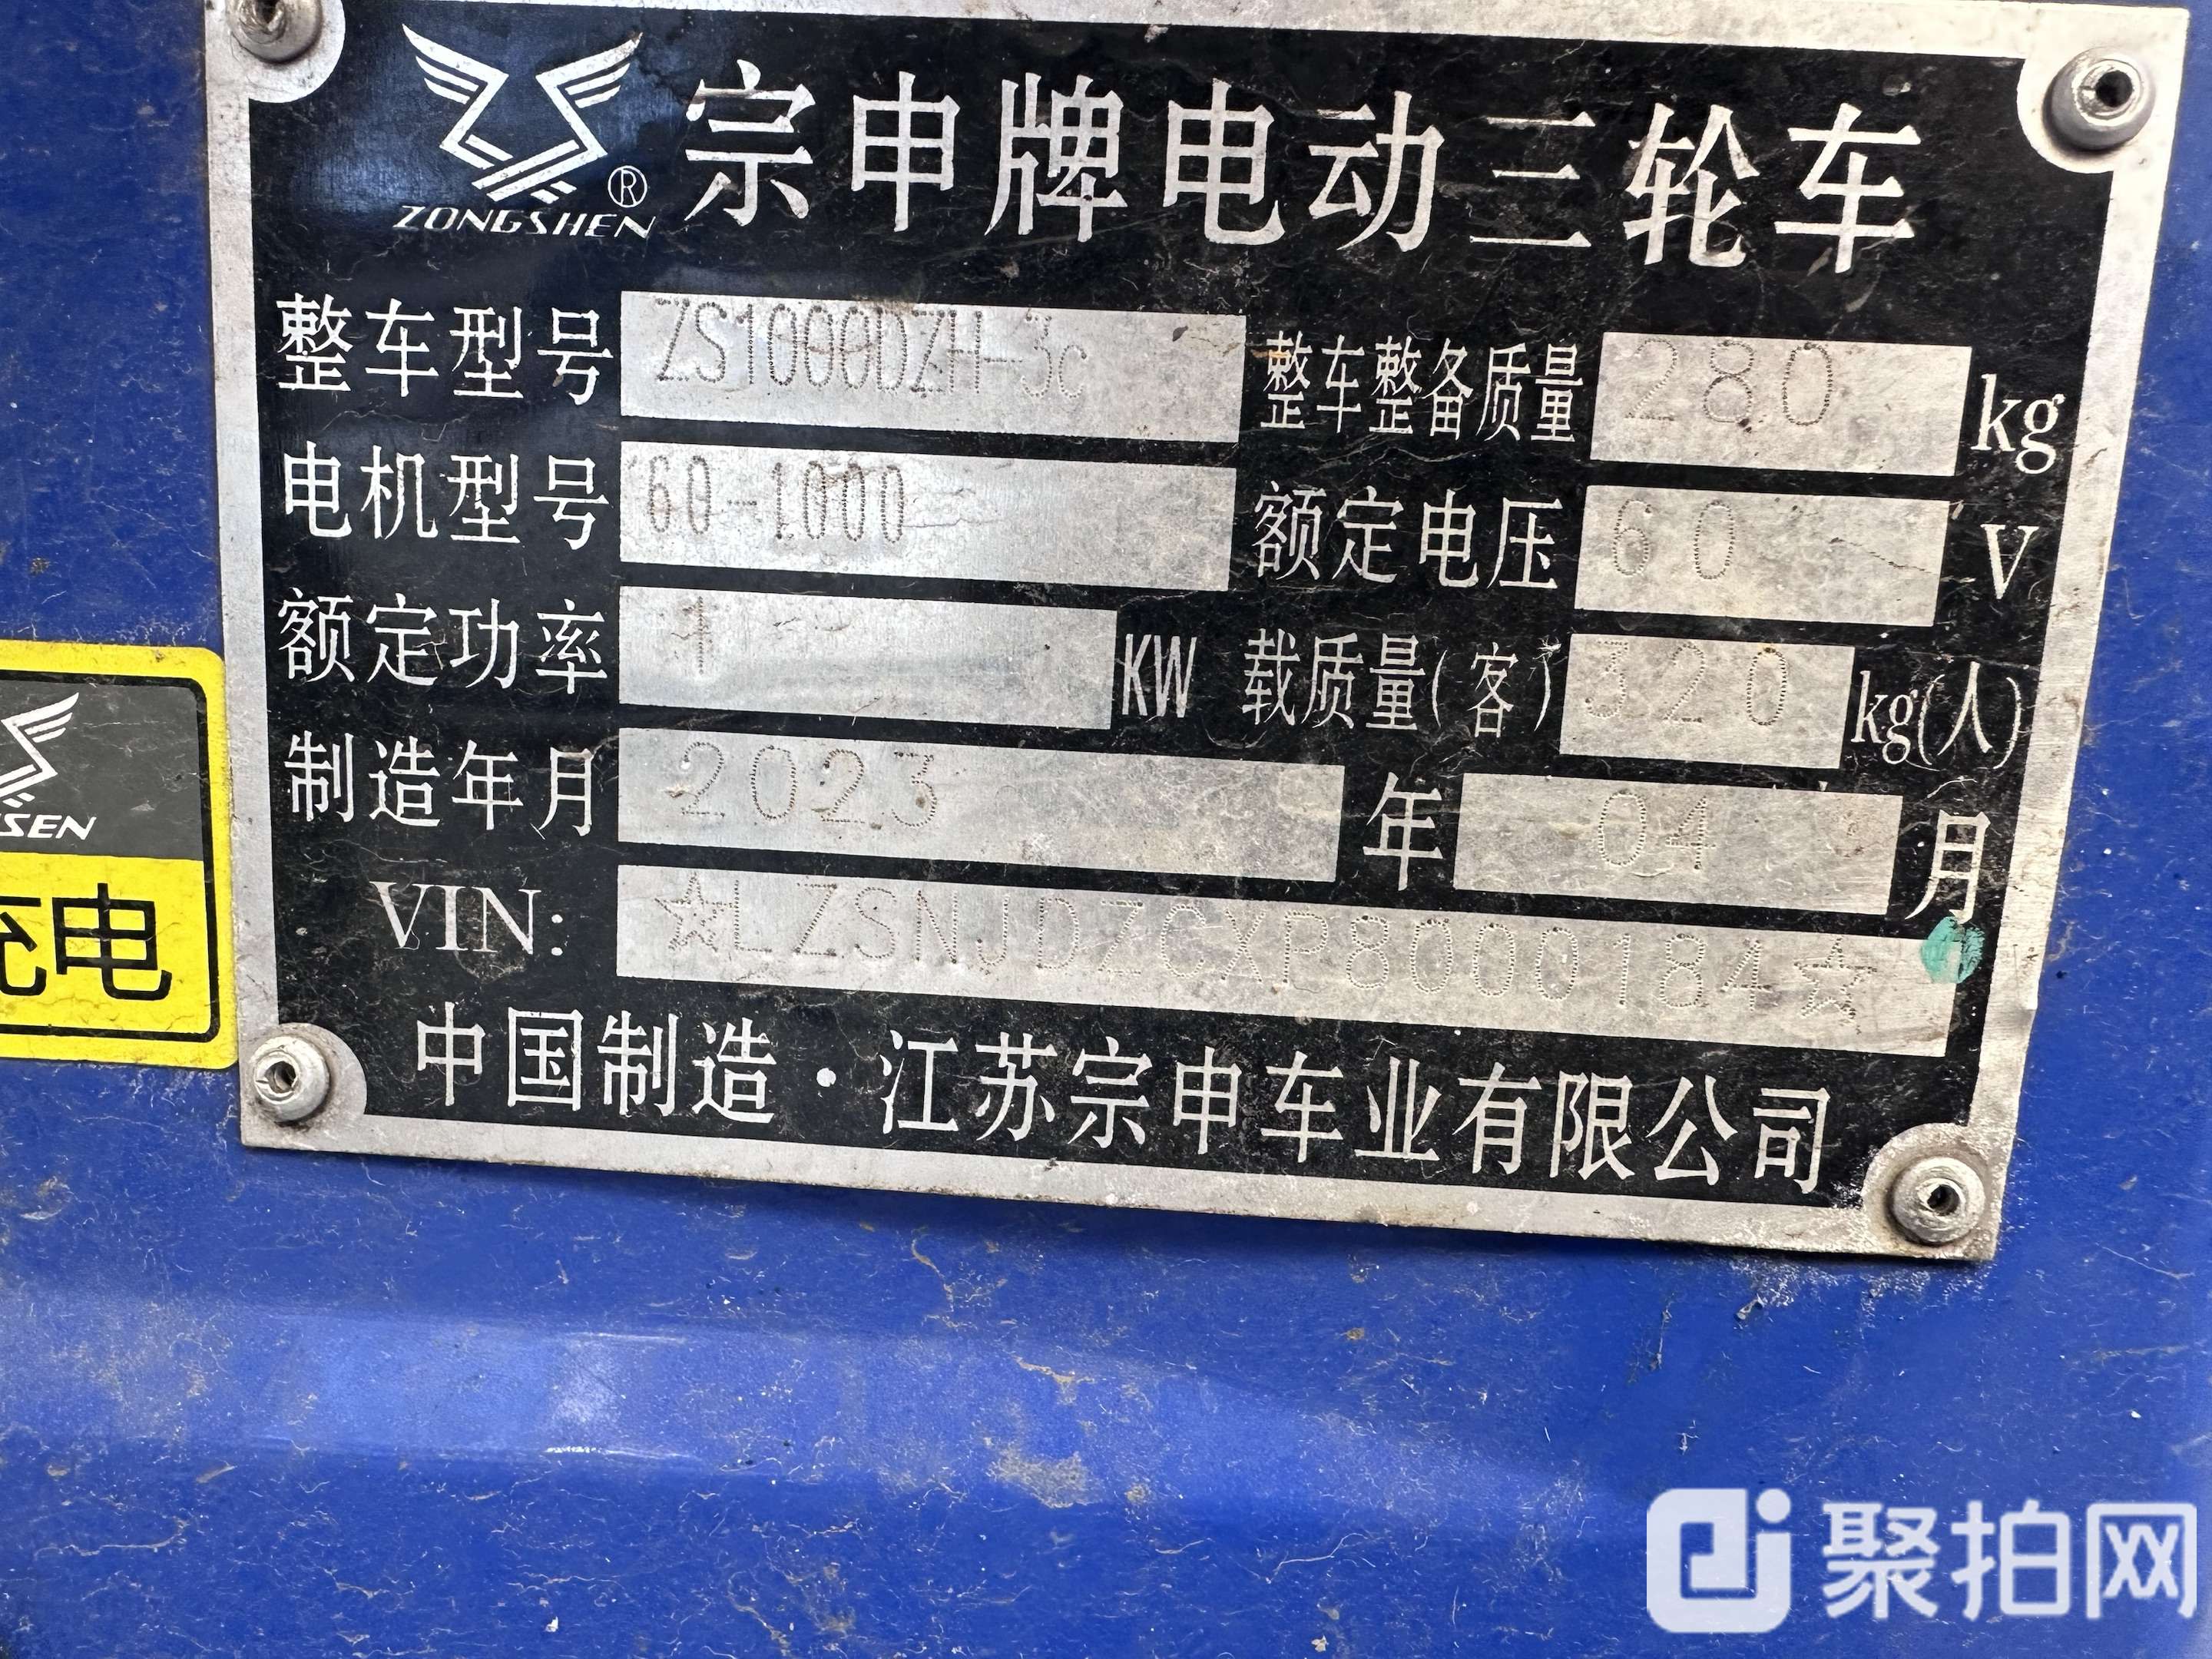 ZONGSHEN® 宗申牌电动三轮车
整车型号 ZS1000DZH-3c 整车整备质量 280 kg
电机型号 60-1000 额定电压 60 V
额定功率 1 KW 载质量(客) 320 kg(人)
制造年月 2023 年 04 月
VIN: ☆LZSNJDZCXP8000184☆
中国制造·江苏宗申车业有限公司
SEN
充电
聚拍网